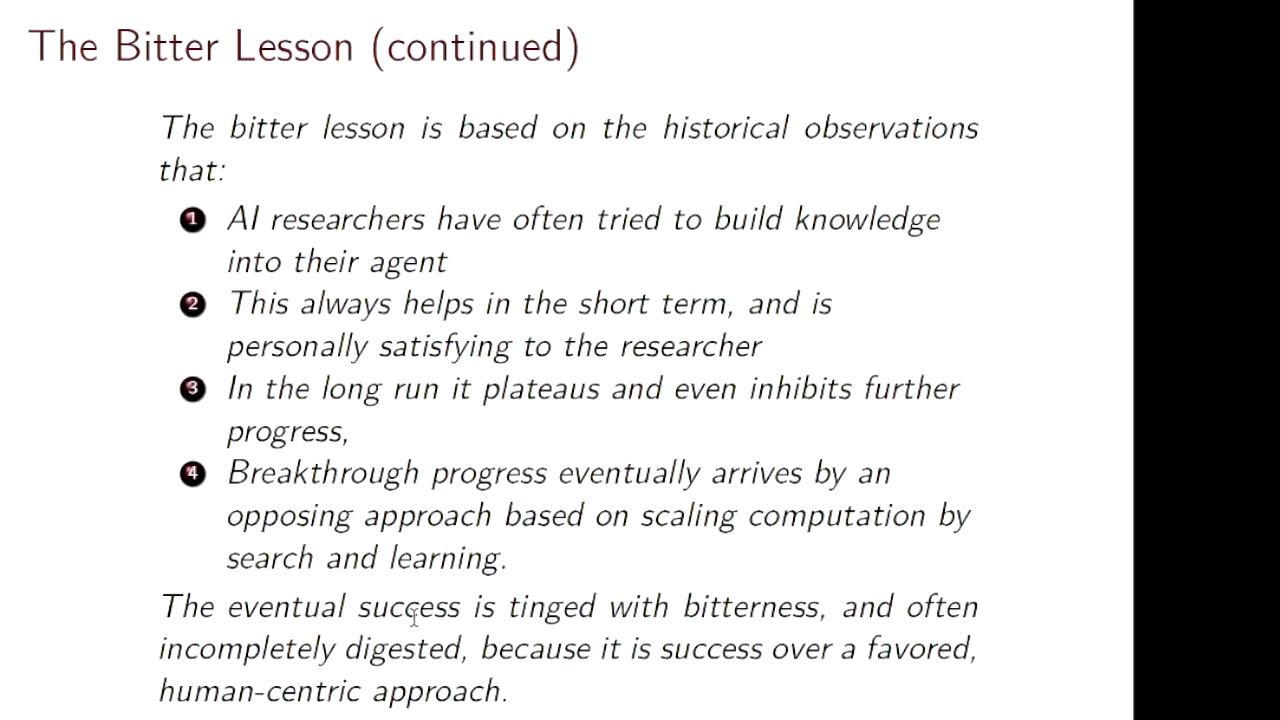 The Bitter Lesson (continued)
The bitter lesson is based on the historical observations
that:
1 AI researchers have often tried to build knowledge
into their agent
2 This always helps in the short term, and is
personally satisfying to the researcher
3 In the long run it plateaus and even inhibits further
progress,
4 Breakthrough progress eventually arrives by an
opposing approach based on scaling computation by
search and learning.
The eventual success is tinged with bitterness, and often
incompletely digested, because it is success over a favored,
human-centric approach.